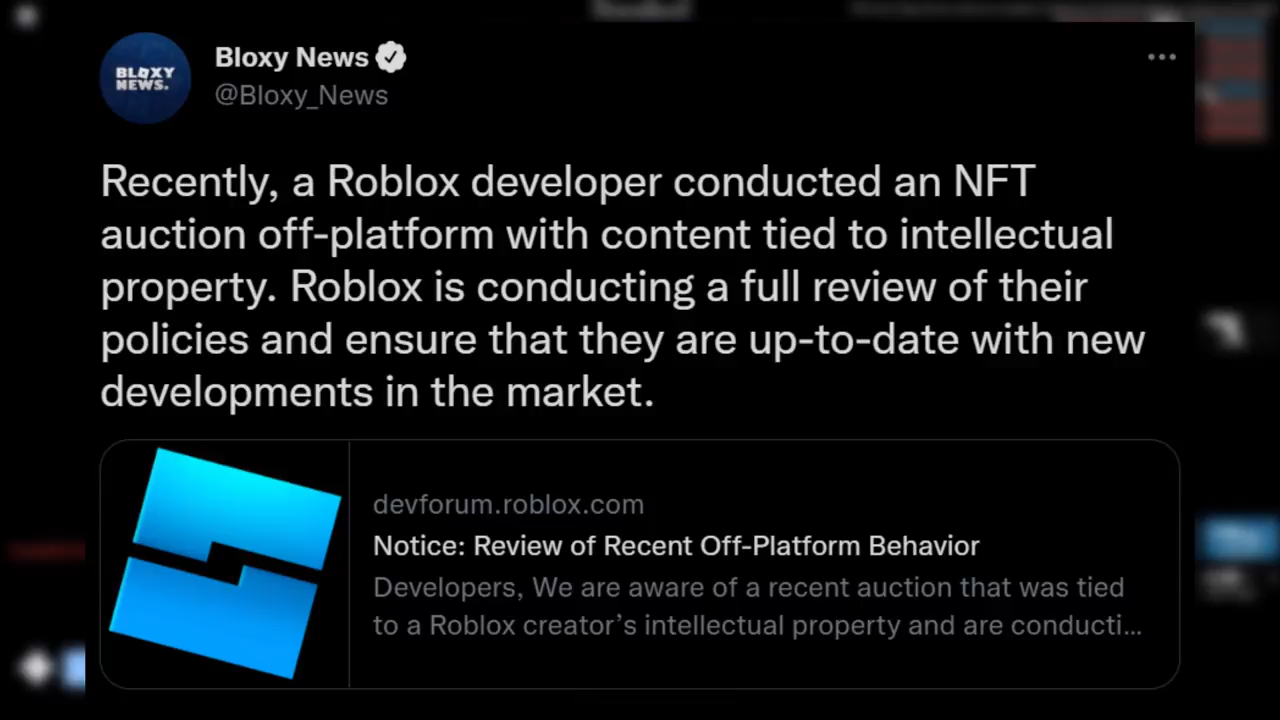 Bloxy News
@Bloxy_News
BLOXY
NEWS.
Recently, a Roblox developer conducted an NFT
auction off-platform with content tied to intellectual
property. Roblox is conducting a full review of their
policies and ensure that they are up-to-date with new
developments in the market.
devforum.roblox.com
Notice: Review of Recent Off-Platform Behavior
Developers, We are aware of a recent auction that was tied
to a Roblox creator’s intellectual property and are conducti...